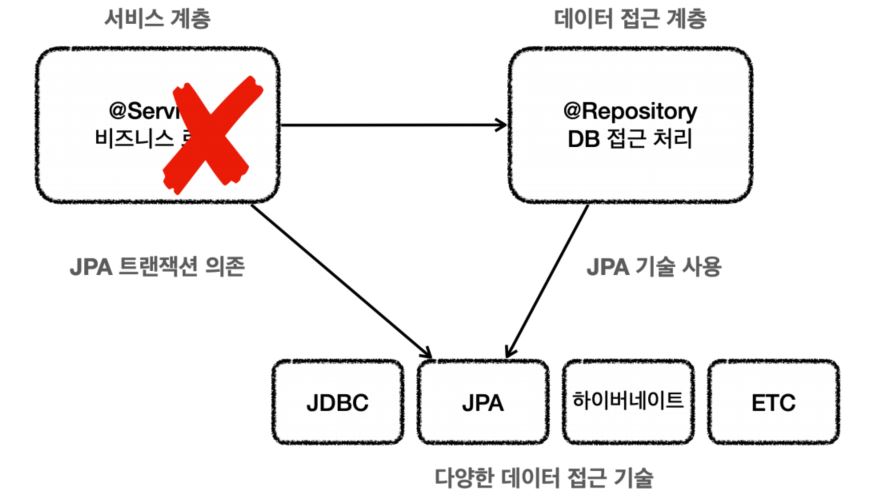 서비스 계층
데이터 접근 계층
@Servi
비즈니스
@Repository
DB 접근 처리
JPA 트랜잭션 의존
JPA 기술 사용
JDBC
JPA
하이버네이트
ETC
다양한 데이터 접근 기술